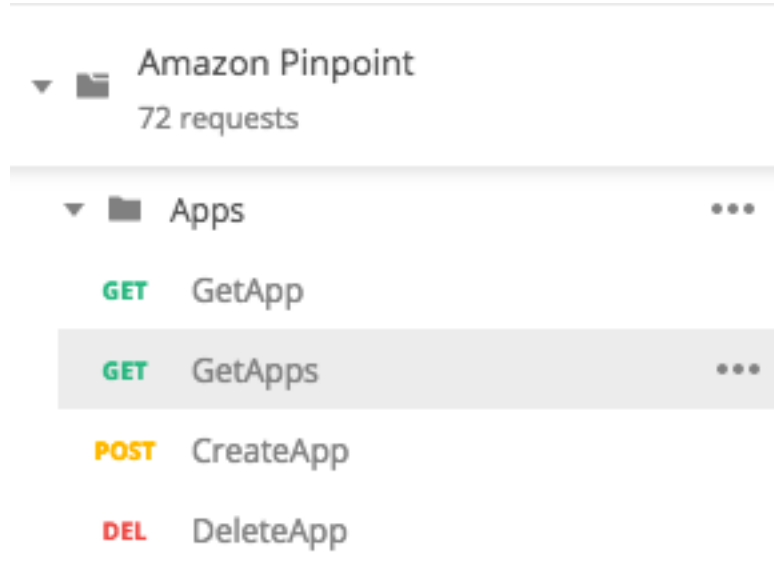 Amazon Pinpoint
72 requests
Apps
GET GetApp
GET GetApps
POST CreateApp
DEL DeleteApp